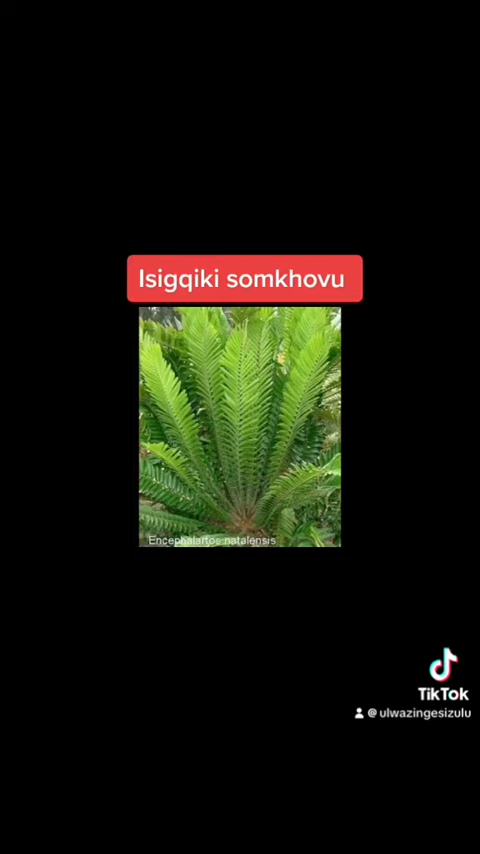 Isigqiki somkhovu
Encephalartos natalensis
TikTok
@ ulwazingesizulu